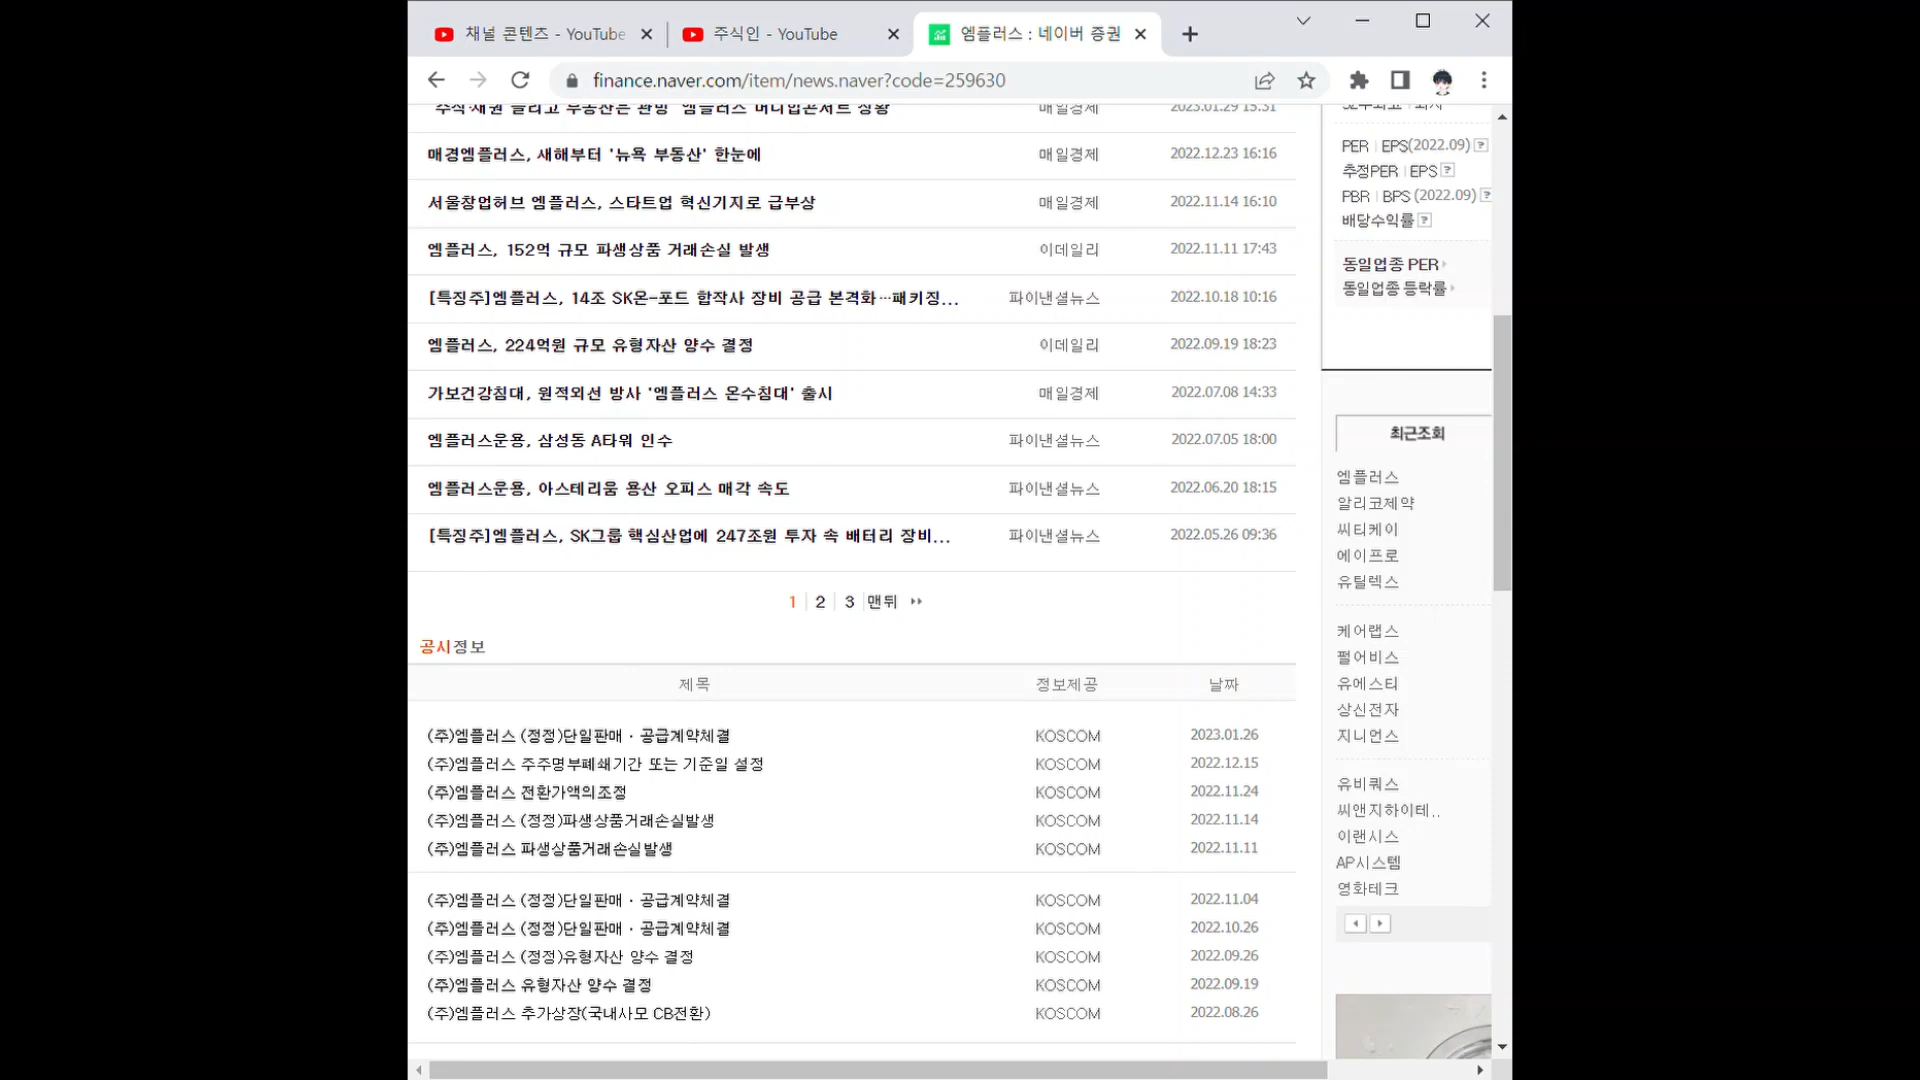 채널 콘텐츠 - YouTube
주식인 - YouTube
엠플러스 : 네이버 증권
finance.naver.com/item/news.naver?code=259630
매일경제 2023.01.29 15:31
매경엠플러스, 새해부터 '뉴욕 부동산' 한눈에 매일경제 2022.12.23 16:16
서울창업허브 엠플러스, 스타트업 혁신기지로 급부상 매일경제 2022.11.14 16:10
엠플러스, 152억 규모 파생상품 거래손실 발생 이데일리 2022.11.11 17:43
[특징주]엠플러스, 14조 SK온-포드 합작사 장비 공급 본격화…패키징... 파이낸셜뉴스 2022.10.18 10:16
엠플러스, 224억원 규모 유형자산 양수 결정 이데일리 2022.09.19 18:23
가보건강침대, 원적외선 방사 '엠플러스 온수침대' 출시 매일경제 2022.07.08 14:33
엠플러스운용, 삼성동 A타워 인수 파이낸셜뉴스 2022.07.05 18:00
엠플러스운용, 아스테리움 용산 오피스 매각 속도 파이낸셜뉴스 2022.06.20 18:15
[특징주]엠플러스, SK그룹 핵심산업에 247조원 투자 속 배터리 장비... 파이낸셜뉴스 2022.05.26 09:36
1 2 3 맨뒤
공시정보
제목 정보제공 날짜
(주)엠플러스 (정정)단일판매ㆍ공급계약체결 KOSCOM 2023.01.26
(주)엠플러스 주주명부폐쇄기간 또는 기준일 설정 KOSCOM 2022.12.15
(주)엠플러스 전환가액의조정 KOSCOM 2022.11.24
(주)엠플러스 (정정)파생상품거래손실발생 KOSCOM 2022.11.14
(주)엠플러스 파생상품거래손실발생 KOSCOM 2022.11.11
(주)엠플러스 (정정)단일판매ㆍ공급계약체결 KOSCOM 2022.11.04
(주)엠플러스 (정정)단일판매ㆍ공급계약체결 KOSCOM 2022.10.26
(주)엠플러스 (정정)유형자산 양수 결정 KOSCOM 2022.09.26
(주)엠플러스 유형자산 양수 결정 KOSCOM 2022.09.19
(주)엠플러스 추가상장(국내사모 CB전환) KOSCOM 2022.08.26
PER | EPS(2022.09) ?
추정PER | EPS ?
PBR | BPS (2022.09) ?
배당수익률 ?
동일업종 PER
동일업종 등락률
최근조회
엠플러스
알리코제약
씨티케이
에이프로
유틸렉스
케어랩스
펄어비스
유에스티
상신전자
지니언스
유비쿼스
씨앤지하이테..
이랜시스
AP시스템
영화테크